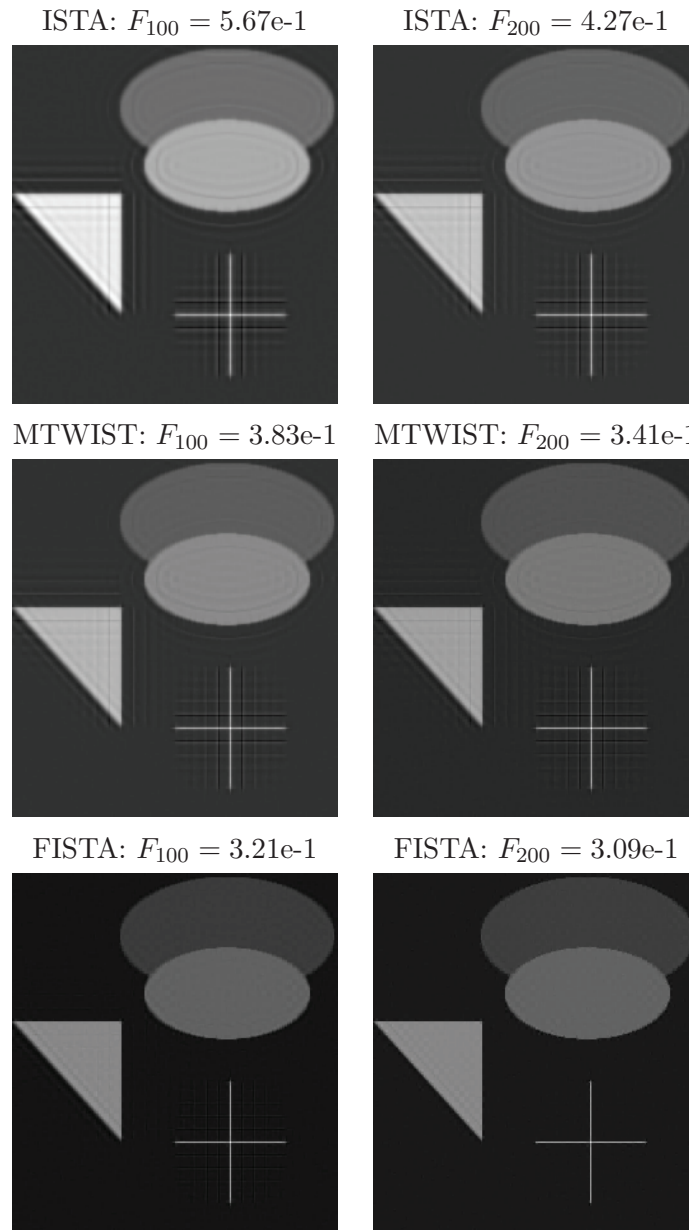 ISTA: F100 = 5.67e-1 ISTA: F200 = 4.27e-1
MTWIST: F100 = 3.83e-1 MTWIST: F200 = 3.41e-1
FISTA: F100 = 3.21e-1 FISTA: F200 = 3.09e-1